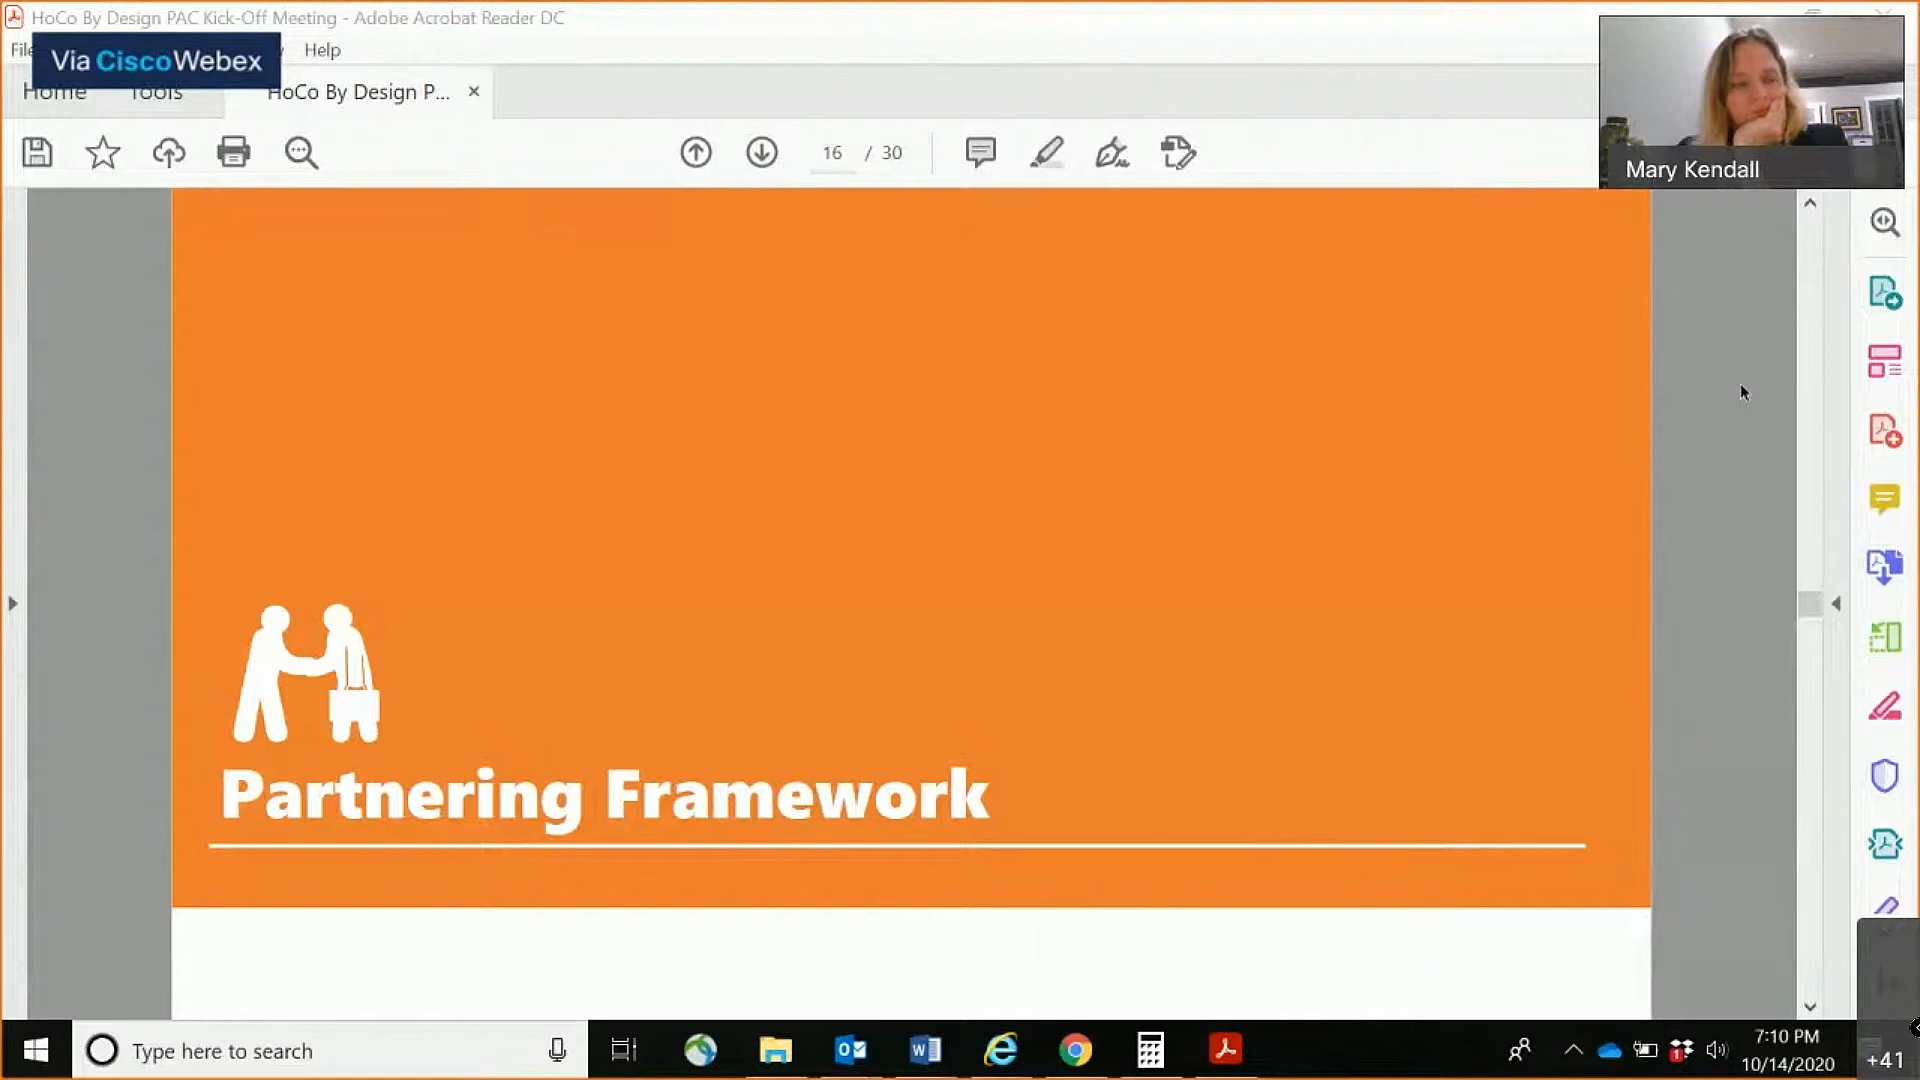 HoCo By Design PAC Kick-Off Meeting - Adobe Acrobat Reader DC
Via CiscoWebex
Help
Home
Tools
HoCo By Design P...
16 / 30
Mary Kendall
Partnering Framework
Type here to search
7:10 PM
10/14/2020
+41